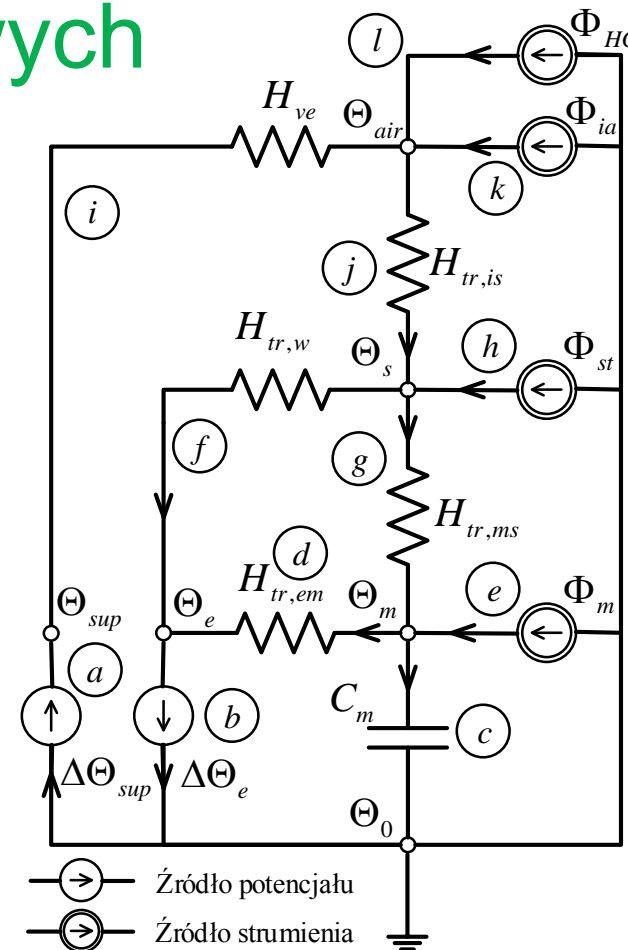 ych
l
Φ_HC
H_ve
Θ_air
Φ_ia
k
i
j
H_tr,is
H_tr,w
Θ_s
h
Φ_st
f
g
H_tr,ms
d
H_tr,em
Θ_sup
Θ_e
Θ_m
e
Φ_m
a
b
C_m
c
ΔΘ_sup
ΔΘ_e
Θ_0
Źródło potencjału
Źródło strumienia